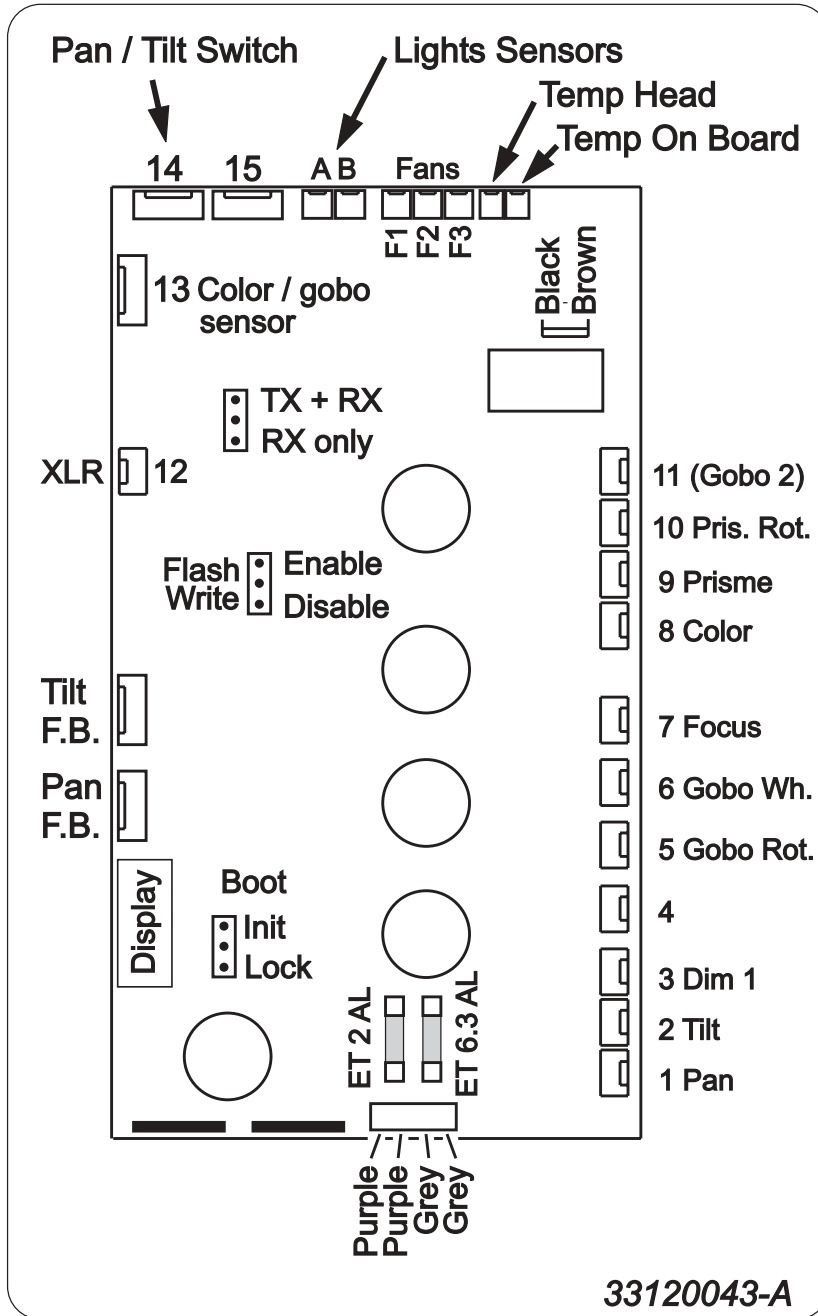 Pan / Tilt Switch
Lights Sensors
Temp Head
Temp On Board
14
15
A B
Fans
F1
F2
F3
Black
Brown
13 Color / gobo
sensor
TX + RX
RX only
XLR
12
11 (Gobo 2)
10 Pris. Rot.
9 Prisme
8 Color
Flash
Write
Enable
Disable
Tilt
F.B.
7 Focus
Pan
F.B.
6 Gobo Wh.
5 Gobo Rot.
4
Display
Boot
Init
Lock
3 Dim 1
2 Tilt
1 Pan
ET 2 AL
ET 6.3 AL
Purple
Purple
Grey
Grey
33120043-A